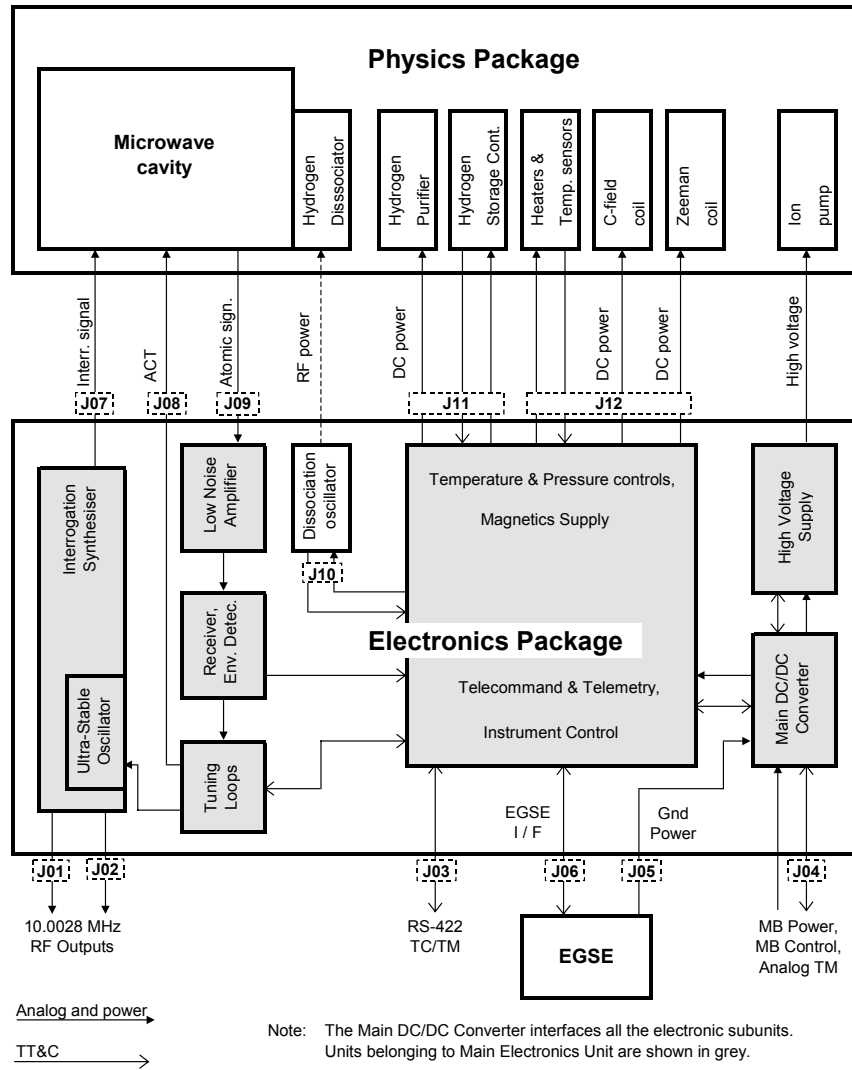 Physics Package
Microwave
cavity
Hydrogen
Disssociator
Hydrogen
Purifier
Hydrogen
Storage Cont.
Heaters &
Temp. sensors
C-field
coil
Zeeman
coil
Ion
pump
Interr. signal
ACT
Atomic sign.
RF power
DC power
DC power
DC power
High voltage
J07
J08
J09
J11
J12
Interrogation
Synthesiser
Low Noise
Amplifier
Dissociation
oscillator
Temperature & Pressure controls,
Magnetics Supply
High Voltage
Supply
J10
Receiver,
Env. Detec.
Electronics Package
Ultra-Stable
Oscillator
Tuning
Loops
Telecommand & Telemetry,
Instrument Control
Main DC/DC
Converter
EGSE
I / F
Gnd
Power
J01
J02
J03
J06
J05
J04
10.0028 MHz
RF Outputs
RS-422
TC/TM
EGSE
MB Power,
MB Control,
Analog TM
Analog and power
TT&C
Note: The Main DC/DC Converter interfaces all the electronic subunits.
Units belonging to Main Electronics Unit are shown in grey.